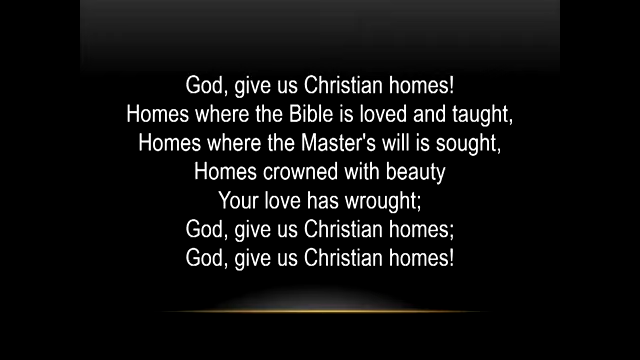 God, give us Christian homes!
Homes where the Bible is loved and taught,
Homes where the Master's will is sought,
Homes crowned with beauty
Your love has wrought;
God, give us Christian homes;
God, give us Christian homes!